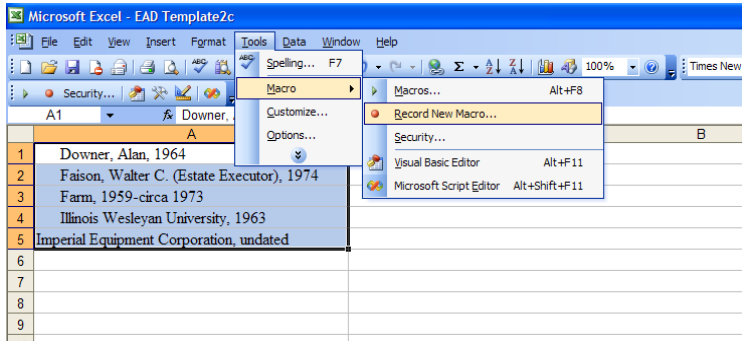 Microsoft Excel - EAD Template2c
File Edit View Insert Format Tools Data Window Help
ABC ABC Spelling... F7 Σ A Z Z A 100% Times New
Security... Macro Macros... Alt+F8
A1 fx Downer, Customize... Record New Macro...
A Options... Security... B
1 Downer, Alan, 1964 Visual Basic Editor Alt+F11
2 Faison, Walter C. (Estate Executor), 1974 Microsoft Script Editor Alt+Shift+F11
3 Farm, 1959-circa 1973
4 Illinois Wesleyan University, 1963
5 Imperial Equipment Corporation, undated
6
7
8
9